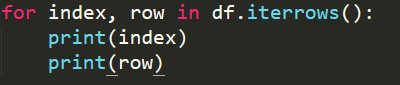 for index, row in df.iterrows():
    print(index)
    print(row)